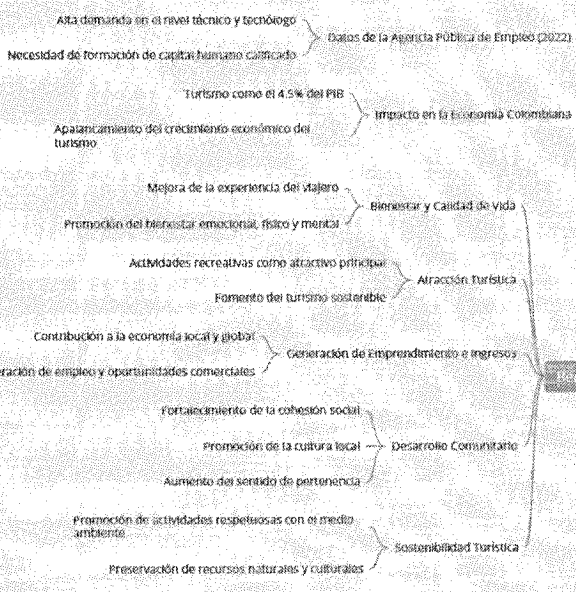 Alta demanda en el nivel técnico y tecnólogo
Necesidad de formación de capital humano calificado
Datos de la Agencia Pública de Empleo (2022)
Turismo como el 4.5% del PIB
Apalancamiento del crecimiento económico del
turismo
Impacto en la Economía Colombiana
Mejora de la experiencia del viajero
Promoción del bienestar emocional, físico y mental
Bienestar y Calidad de Vida
Actividades recreativas como atractivo principal
Fomento del turismo sostenible
Atracción Turística
Contribución a la economía local y global
eración de empleo y oportunidades comerciales
Generación de Emprendimiento e Ingresos
Fortalecimiento de la cohesión social
Promoción de la cultura local
Aumento del sentido de pertenencia
Desarrollo Comunitario
Promoción de actividades respetuosas con el medio
ambiente
Preservación de recursos naturales y culturales
Sostenibilidad Turística